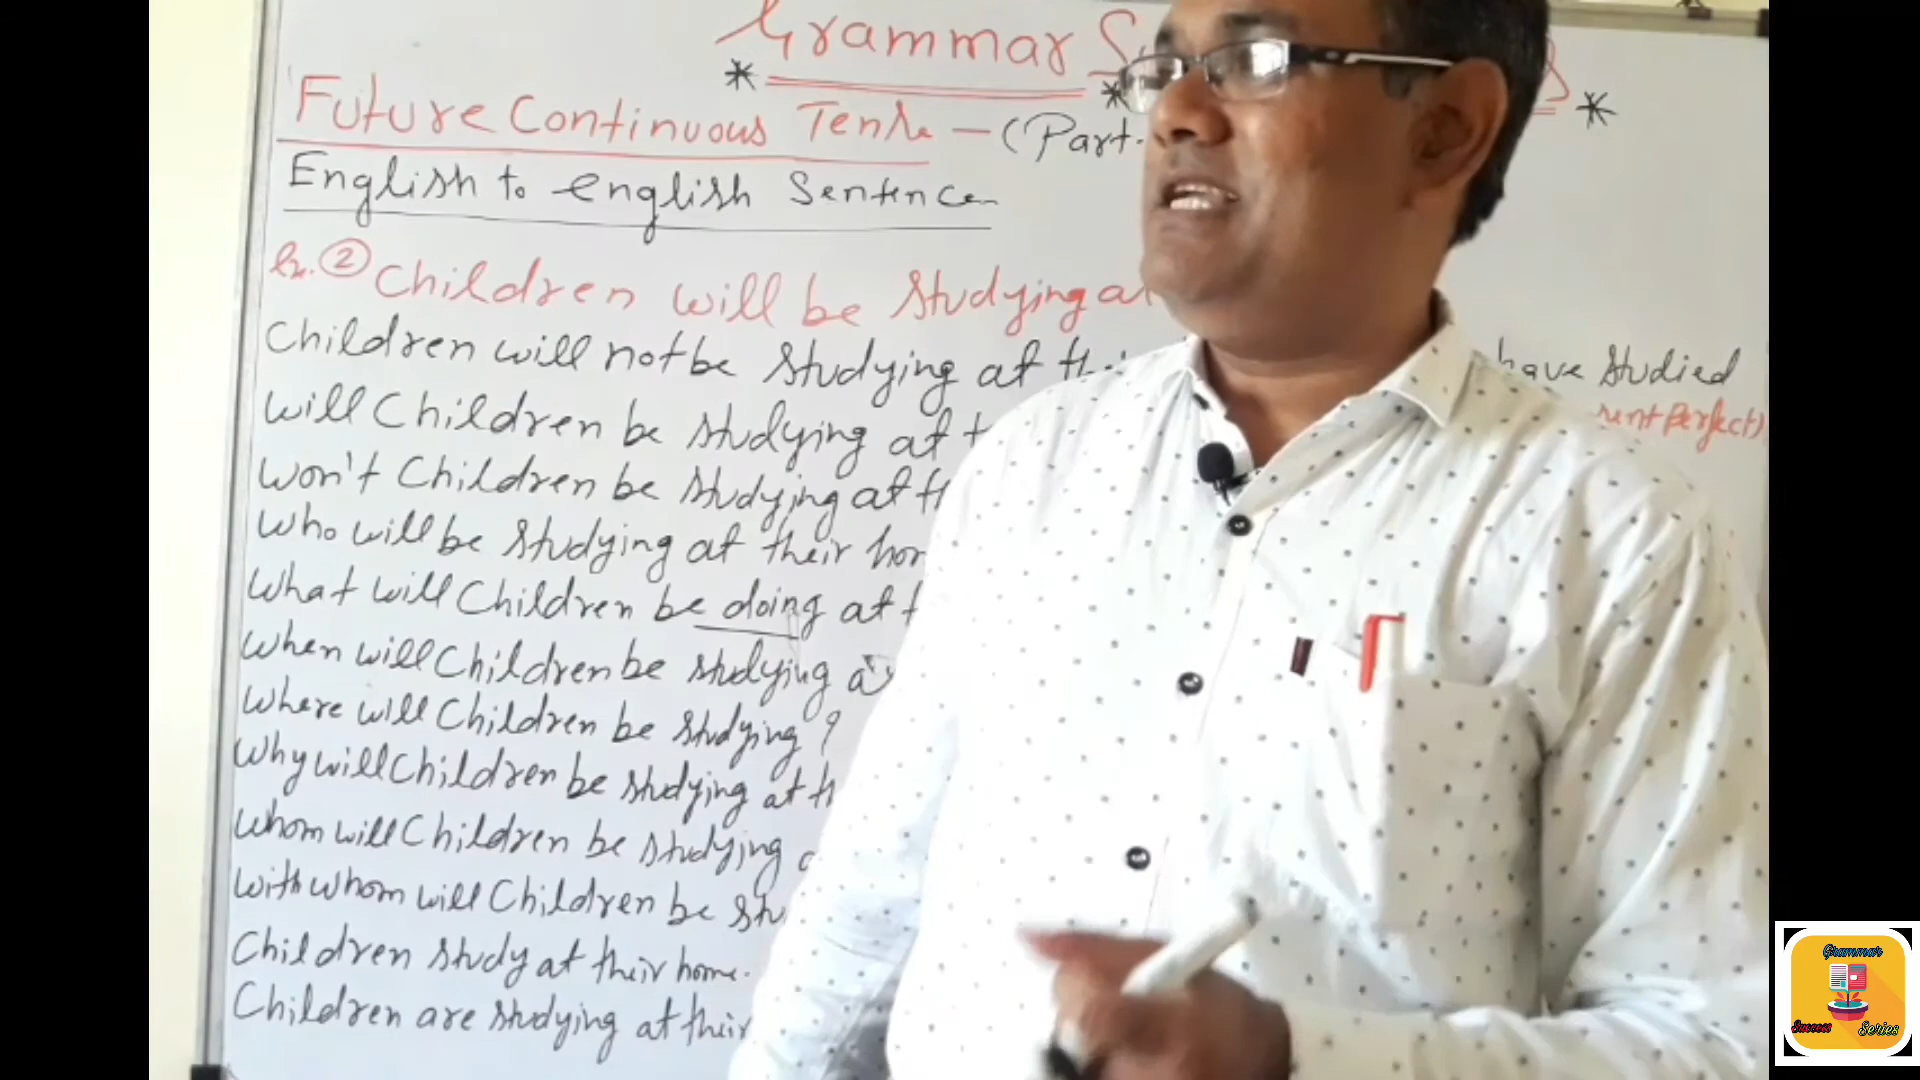 Grammar
Future Continuous Tense - (Part.
English to english Sentence
Ex. ② Children will be studying at
Children will not be studying at
have studied
Will Children be studying at
Perfect)
Won't Children be studying at
Who will be studying at their
What will Children be doing at
When will Children be studying
Where will Children be studying ?
Why will Children be studying at
Whom will Children be studying
With whom will Children be
Children study at their home.
Children are studying at their
Grammar
Success Series